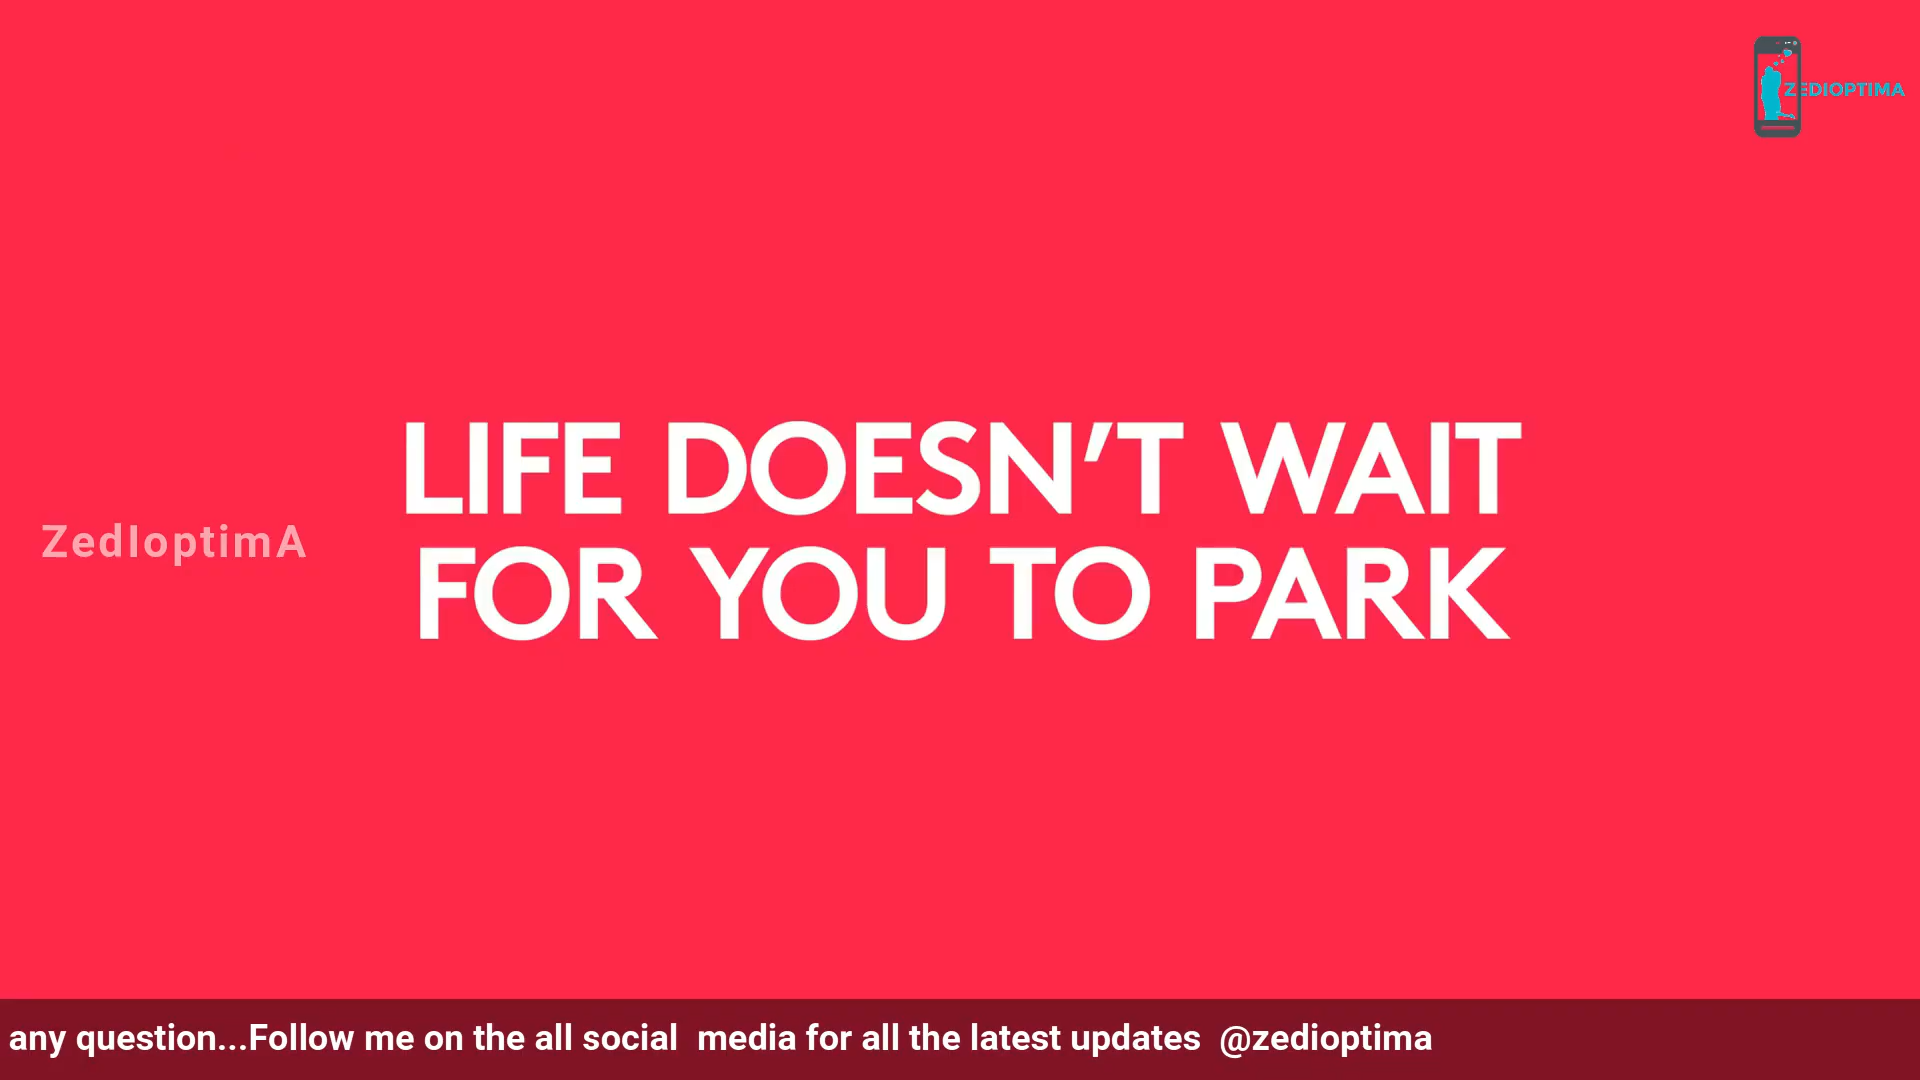 ZEDIOPTIMA
LIFE DOESN’T WAIT
FOR YOU TO PARK
ZedIoptimA
any question...Follow me on the all social  media for all the latest updates  @zedioptima